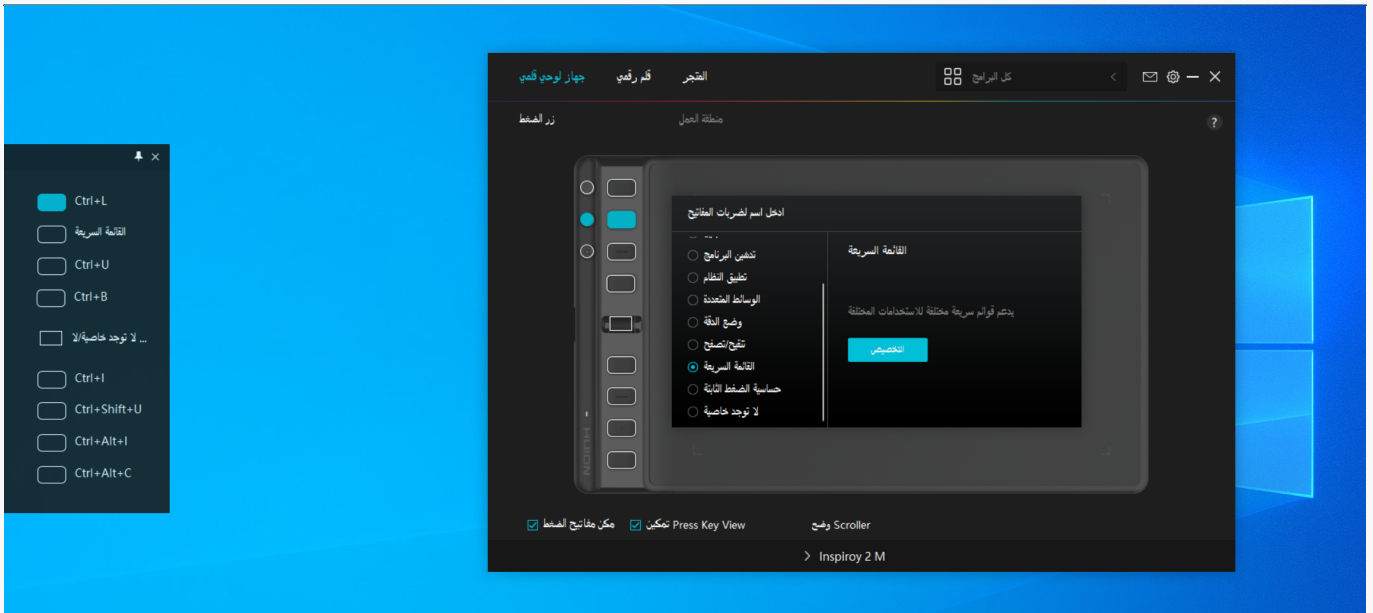 Ctrl+L
القائمة السريعة
Ctrl+U
Ctrl+B
لا توجد خاصية/لا ...
Ctrl+I
Ctrl+Shift+U
Ctrl+Alt+I
Ctrl+Alt+C
جهاز لوحي قلمي
قلم رقمي
المتجر
كل البرامج
زر الضغط
منطقة العمل
?
ادخل اسم لضربات المفاتيح
تدشين البرنامج
تطبيق النظام
الوسائط المتعددة
وضع الدقة
تنقيح/تصفح
القائمة السريعة
حساسية الضغط الثابتة
لا توجد خاصية
القائمة السريعة
يدعم قوائم سريعة مختلفة للاستخدامات المختلفة
التخصيص
HUION
مكن مفاتيح الضغط
تمكين Press Key View
وضع Scroller
Inspiroy 2 M